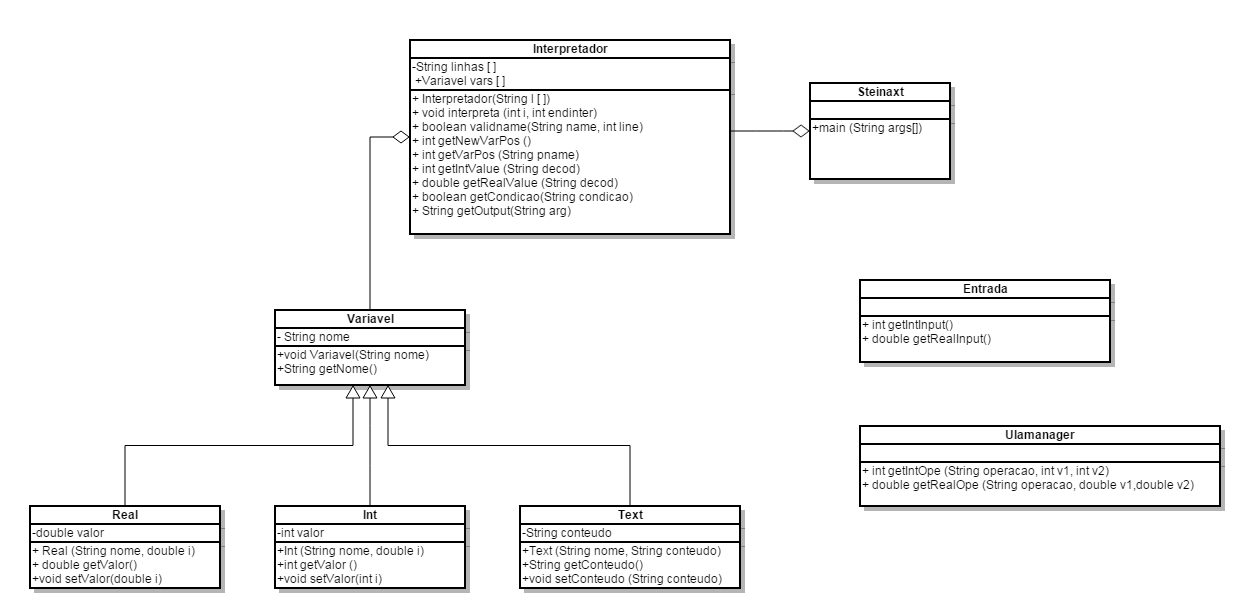 Interpretador
-String linhas [ ]
+Variavel vars [ ]
+ Interpretador(String l [ ])
+ void interpreta (int i, int endinter)
+ boolean validname(String name, int line)
+ int getNewVarPos ()
+ int getVarPos (String pname)
+ int getIntValue (String decod)
+ double getRealValue (String decod)
+ boolean getCondicao(String condicao)
+ String getOutput(String arg)
Steinaxt
+main (String args[])
Entrada
+ int getIntInput()
+ double getRealInput()
Variavel
- String nome
+void Variavel(String nome)
+String getNome()
Ulamanager
+ int getIntOpe (String operacao, int v1, int v2)
+ double getRealOpe (String operacao, double v1,double v2)
Real
-double valor
+ Real (String nome, double i)
+ double getValor()
+void setValor(double i)
Int
-int valor
+Int (String nome, double i)
+int getValor ()
+void setValor(int i)
Text
-String conteudo
+Text (String nome, String conteudo)
+String getConteudo()
+void setConteudo (String conteudo)